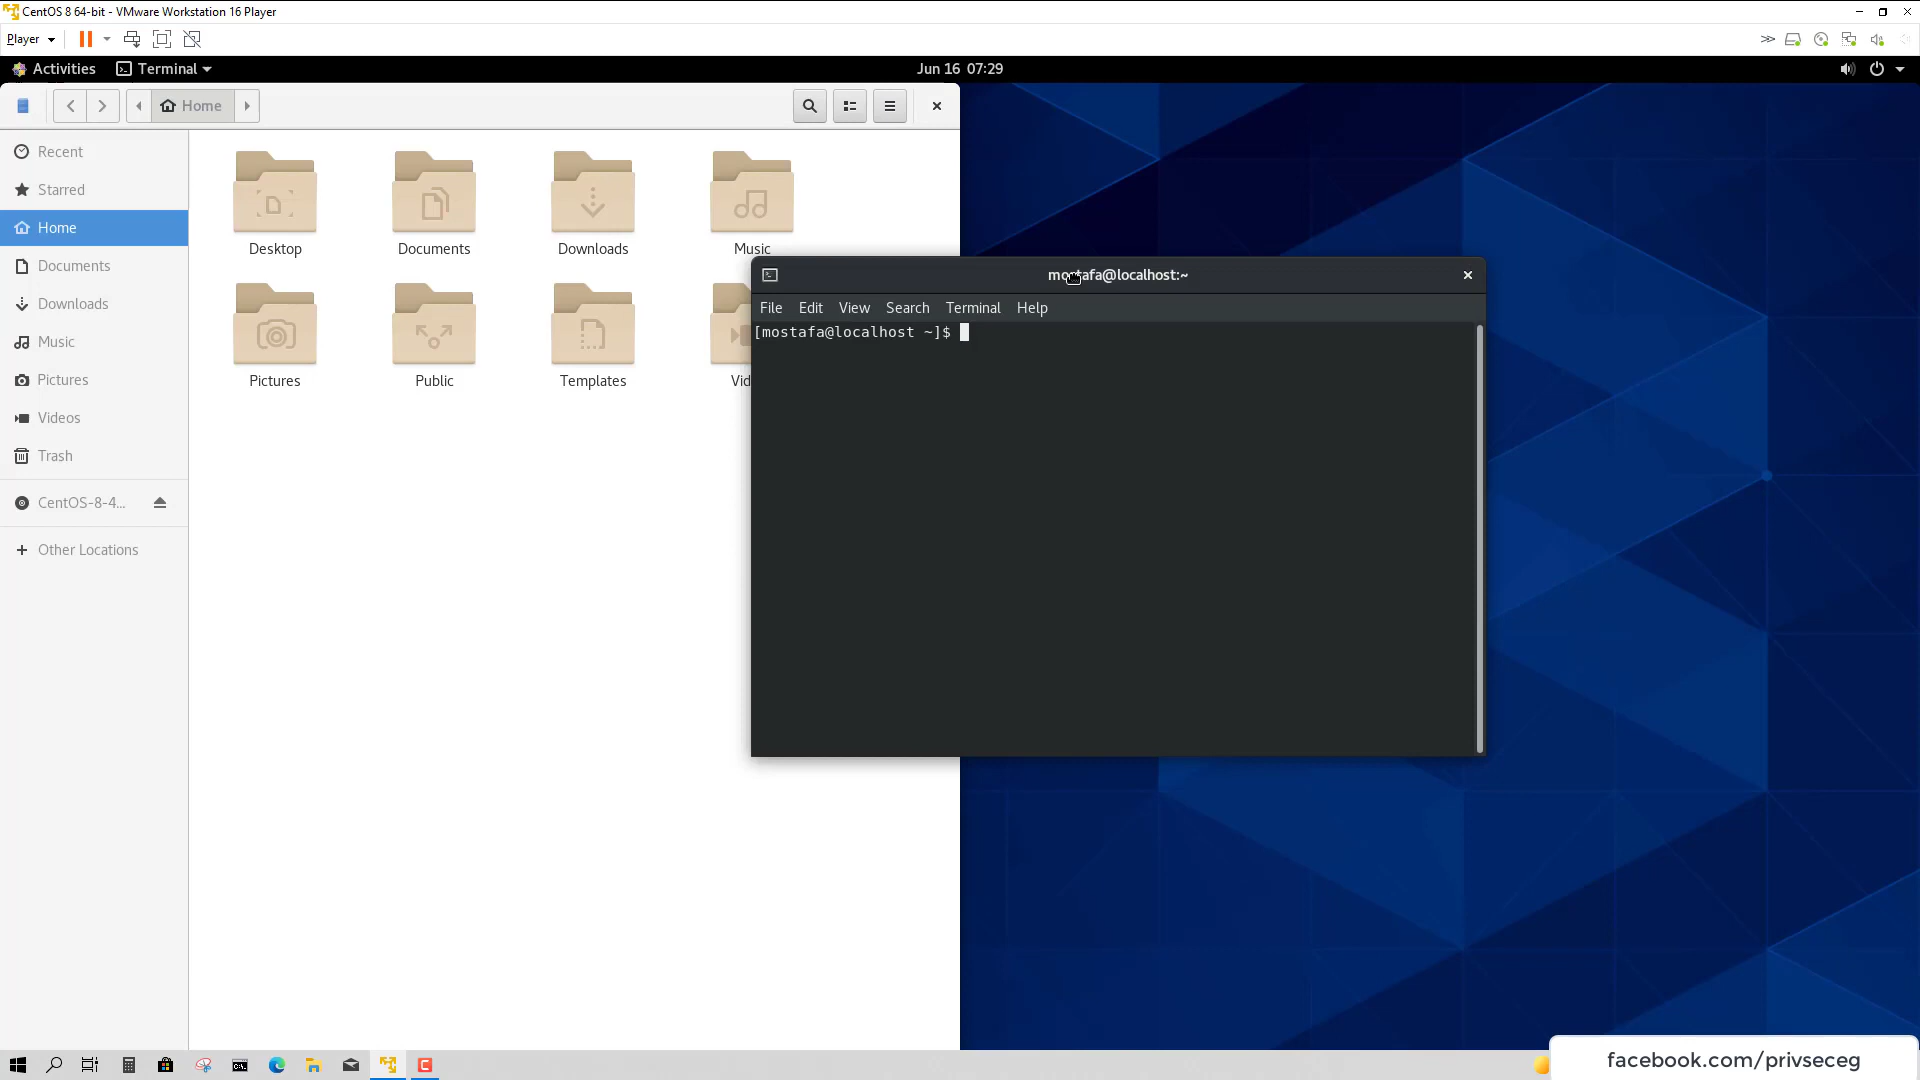 CentOS 8 64-bit - VMware Workstation 16 Player
Player
Activities
Terminal
Jun 16 07:29
Home
Recent
Starred
Home
Documents
Downloads
Music
Pictures
Videos
Trash
CentOS-8-4...
Other Locations
Desktop
Documents
Downloads
Music
Pictures
Public
Templates
Vid
mostafa@localhost:~
File Edit View Search Terminal Help
[mostafa@localhost ~]$
facebook.com/privseceg